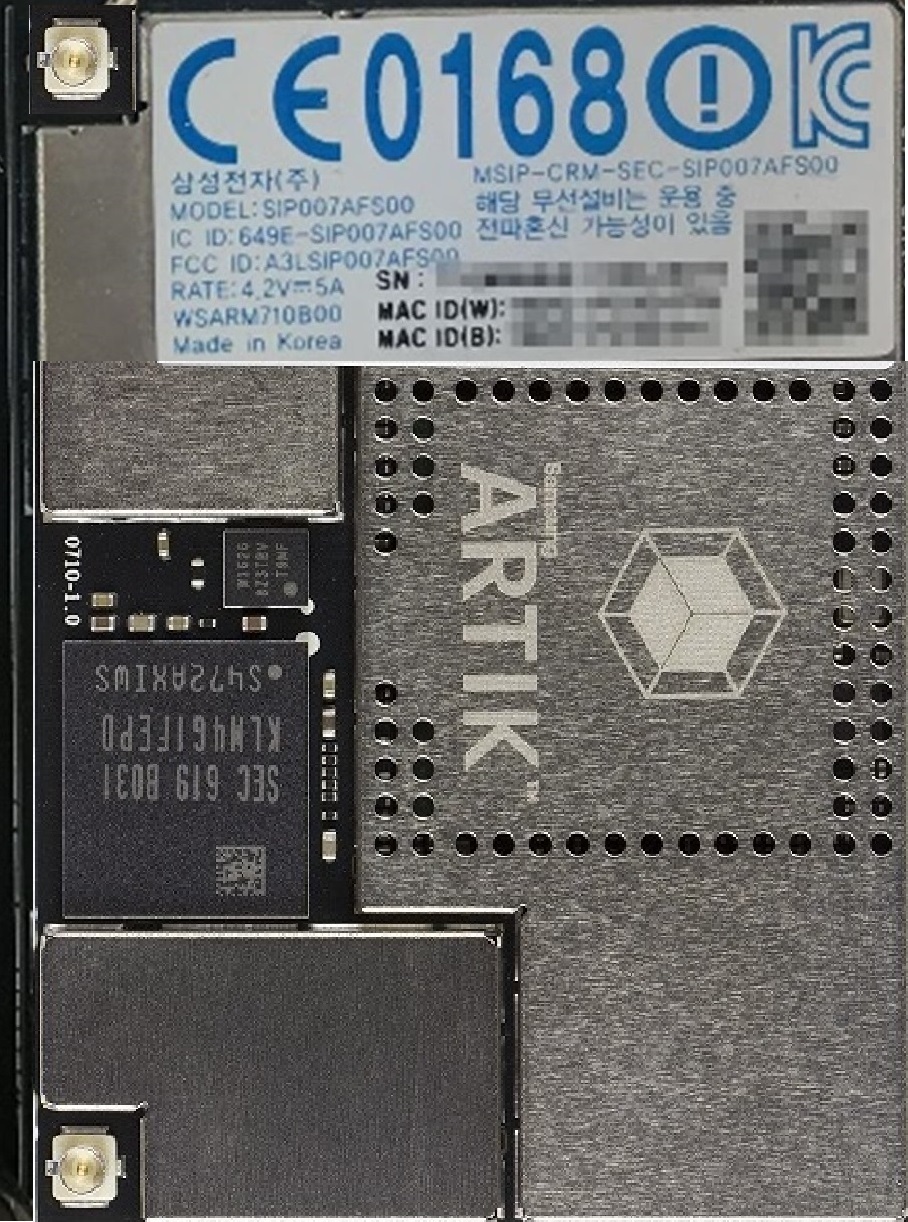 CE0168
KC
삼성전자(주)
MODEL:SIP007AFS00
IC ID:649E-SIP007AFS00
FCC ID:A3LSIP007AFS00
RATE:4.2V⎓5A
WSARM710B00
Made in Korea
MSIP-CRM-SEC-SIP007AFS00
해당 무선설비는 운용 중
전파혼신 가능성이 있음
SN :
MAC ID(W):
MAC ID(B):
0710-1.0
S472AXIWS
KLM4G1FEPD
SEC 619 B031
Samsung
ARTIK™